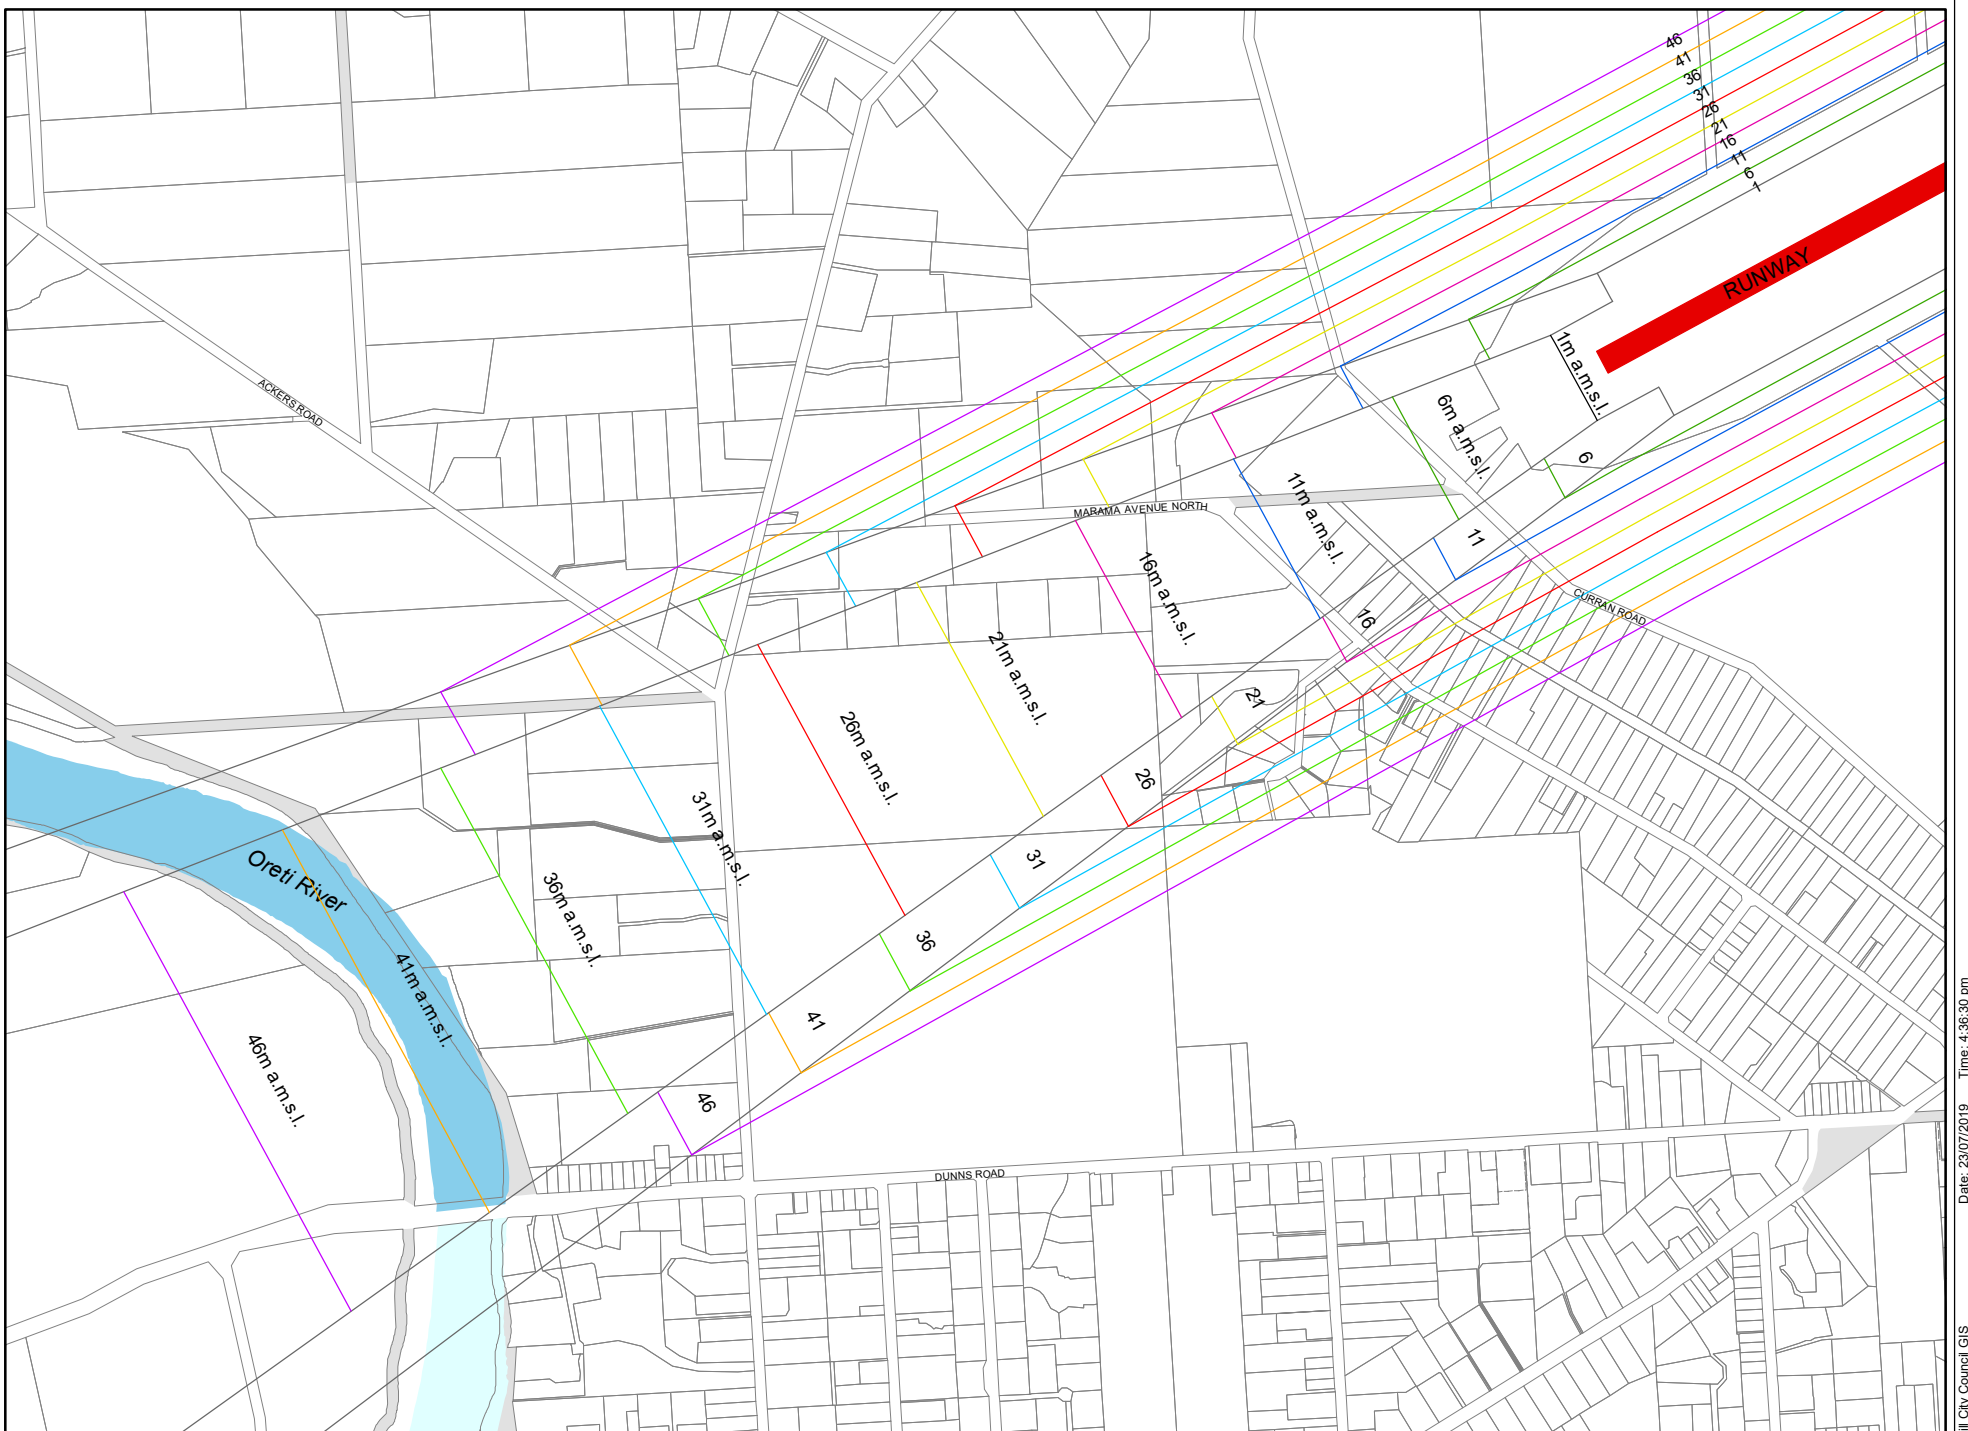 46
41
36
31
26
21
16
11
6
1
RUNWAY
1m a.m.s.l.
6m a.m.s.l.
6
ACKERS ROAD
MARAMA AVENUE NORTH
11m a.m.s.l.
11
16m a.m.s.l.
16
CURRAN ROAD
21m a.m.s.l.
21
26m a.m.s.l.
26
31m a.m.s.l.
31
Oreti River
36m a.m.s.l.
36
41m a.m.s.l.
41
46m a.m.s.l.
46
DUNNS ROAD
Date: 23/07/2019 Time: 4:36:30 pm
City Council GIS